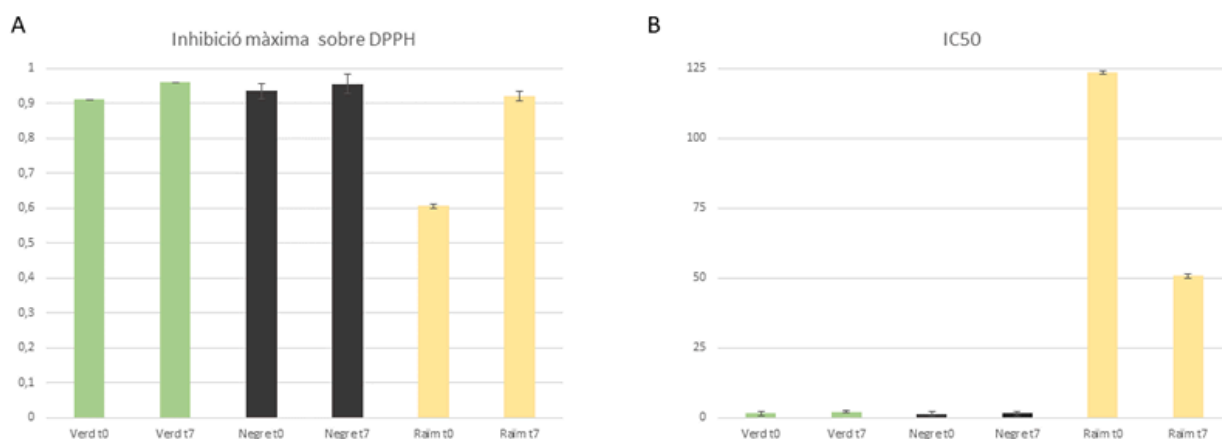 A
Inhibició màxima sobre DPPH
1
0,9
0,8
0,7
0,6
0,5
0,4
0,3
0,2
0,1
0
Verd t0 Verd t7 Negre t0 Negre t7 Raïm t0 Raïm t7
B
IC50
125
100
75
50
25
0
Verd t0 Verd t7 Negre t0 Negre t7 Raïm t0 Raïm t7